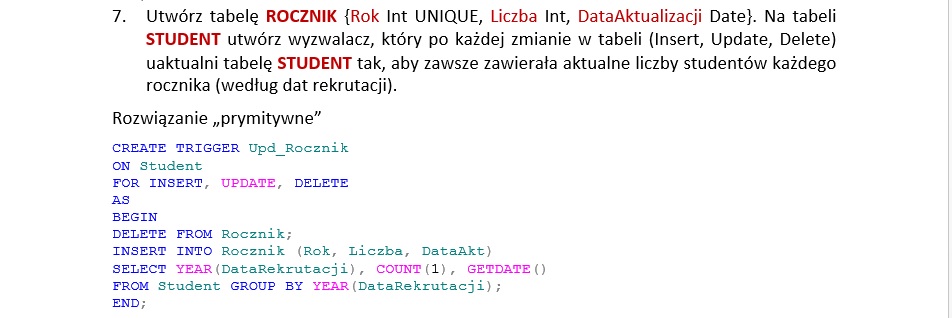 7. Utwórz tabelę ROCZNIK {Rok Int UNIQUE, Liczba Int, DataAktualizacji Date}. Na tabeli
STUDENT utwórz wyzwalacz, który po każdej zmianie w tabeli (Insert, Update, Delete)
uaktualni tabelę STUDENT tak, aby zawsze zawierała aktualne liczby studentów każdego
rocznika (według dat rekrutacji).
Rozwiązanie „prymitywne”
CREATE TRIGGER Upd_Rocznik
ON Student
FOR INSERT, UPDATE, DELETE
AS
BEGIN
DELETE FROM Rocznik;
INSERT INTO Rocznik (Rok, Liczba, DataAkt)
SELECT YEAR(DataRekrutacji), COUNT(1), GETDATE()
FROM Student GROUP BY YEAR(DataRekrutacji);
END;